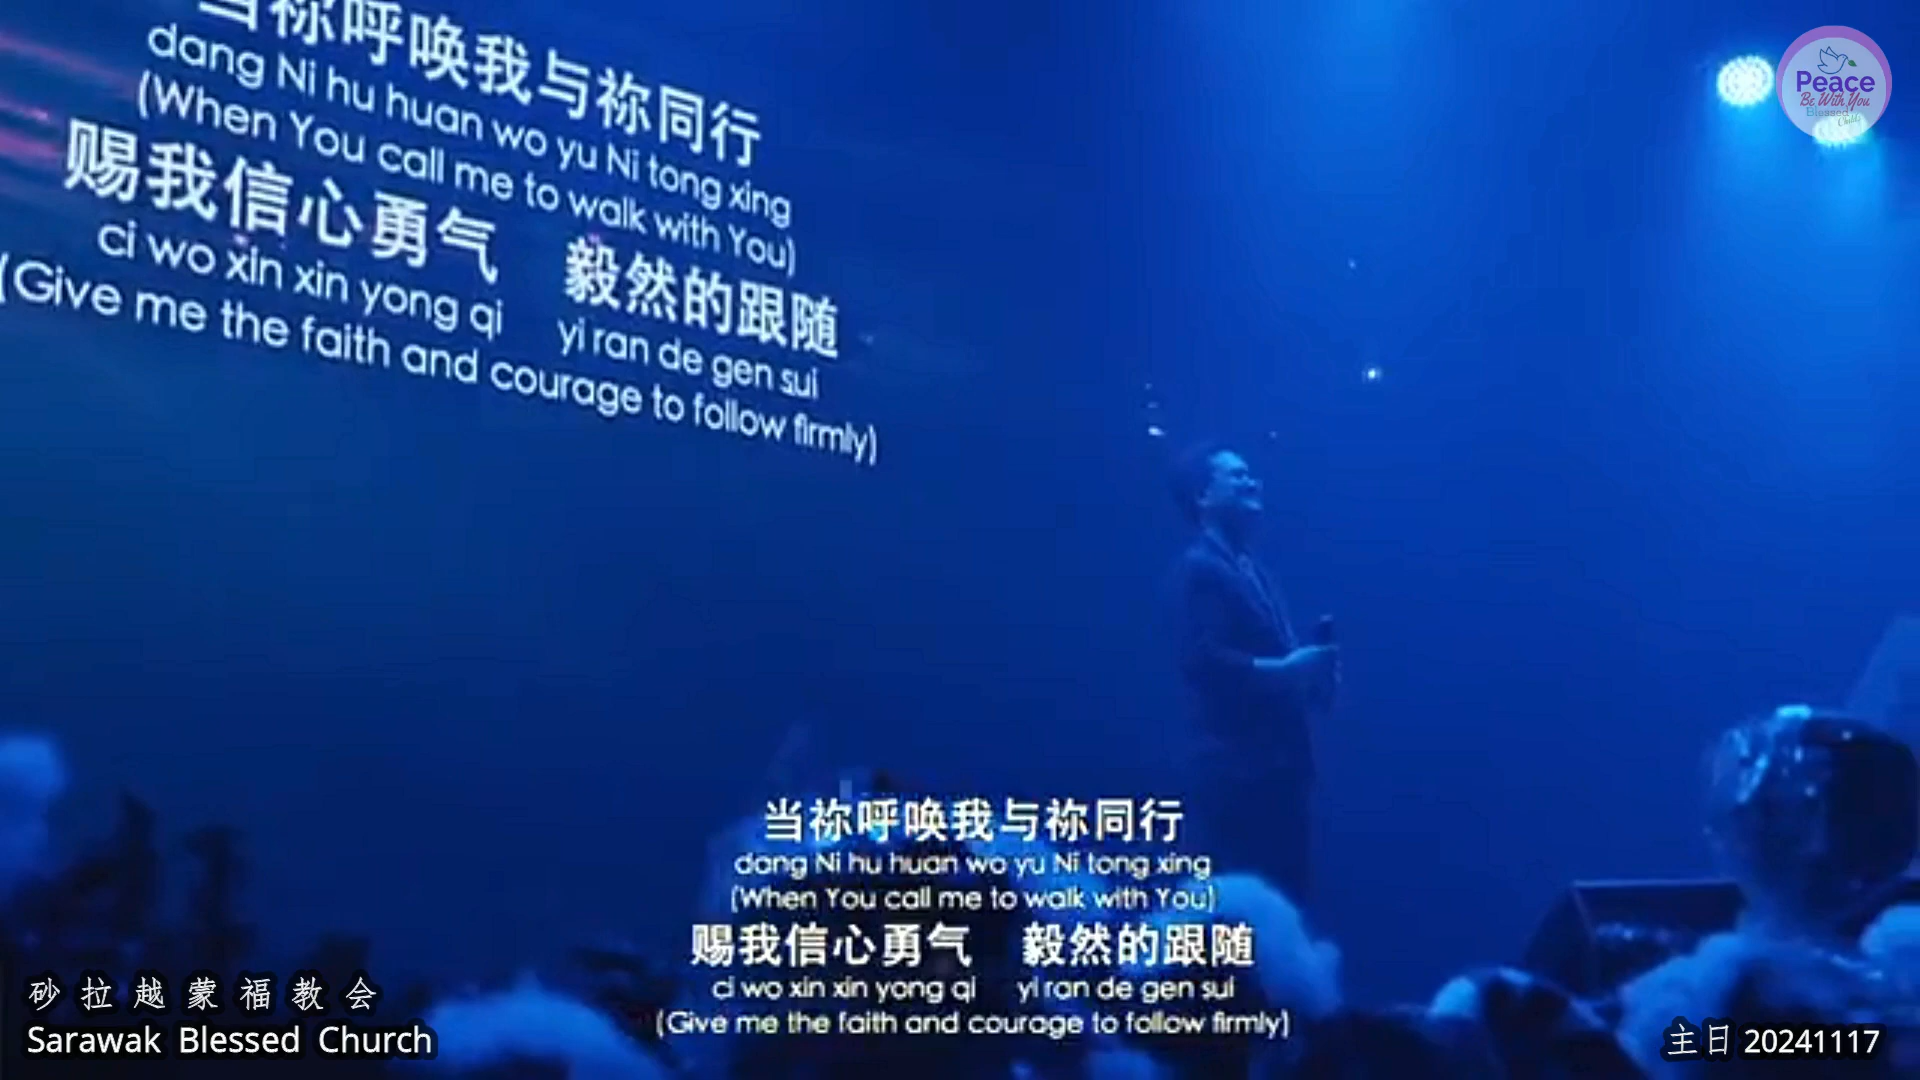 当祢呼唤我与祢同行
dang Ni hu huan wo yu Ni tong xing
(When You call me to walk with You)
赐我信心勇气 毅然的跟随
ci wo xin xin yong qi yi ran de gen sui
(Give me the faith and courage to follow firmly)
Peace
Be With You
Blessed
Child
当祢呼唤我与祢同行
dang Ni hu huan wo yu Ni tong xing
(When You call me to walk with You)
赐我信心勇气 毅然的跟随
ci wo xin xin yong qi yi ran de gen sui
(Give me the faith and courage to follow firmly)
砂拉越蒙福教会
Sarawak Blessed Church
主日 20241117